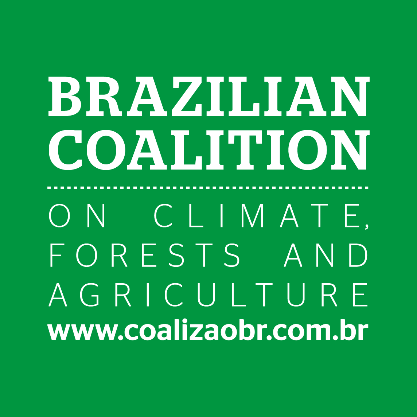 BRAZILIAN
COALITION
ON CLIMATE,
FORESTS AND
AGRICULTURE
www.coalizaobr.com.br